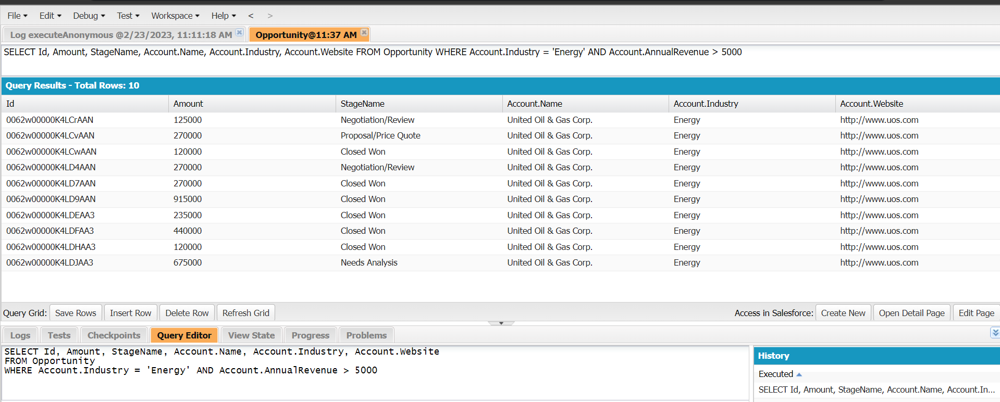 File Edit Debug Test Workspace Help < >
Log executeAnonymous @2/23/2023, 11:11:18 AM Opportunity@11:37 AM
SELECT Id, Amount, StageName, Account.Name, Account.Industry, Account.Website FROM Opportunity WHERE Account.Industry = 'Energy' AND Account.AnnualRevenue > 5000
Query Results - Total Rows: 10
Id Amount StageName Account.Name Account.Industry Account.Website
0062w00000K4LCrAAN 125000 Negotiation/Review United Oil & Gas Corp. Energy http://www.uos.com
0062w00000K4LCvAAN 270000 Proposal/Price Quote United Oil & Gas Corp. Energy http://www.uos.com
0062w00000K4LCwAAN 120000 Closed Won United Oil & Gas Corp. Energy http://www.uos.com
0062w00000K4LD4AAN 270000 Negotiation/Review United Oil & Gas Corp. Energy http://www.uos.com
0062w00000K4LD7AAN 270000 Closed Won United Oil & Gas Corp. Energy http://www.uos.com
0062w00000K4LD9AAN 915000 Closed Won United Oil & Gas Corp. Energy http://www.uos.com
0062w00000K4LDEAA3 235000 Closed Won United Oil & Gas Corp. Energy http://www.uos.com
0062w00000K4LDFAA3 440000 Closed Won United Oil & Gas Corp. Energy http://www.uos.com
0062w00000K4LDHAA3 120000 Closed Won United Oil & Gas Corp. Energy http://www.uos.com
0062w00000K4LDJAA3 675000 Needs Analysis United Oil & Gas Corp. Energy http://www.uos.com
Query Grid: Save Rows Insert Row Delete Row Refresh Grid Access in Salesforce: Create New Open Detail Page Edit Page
Logs Tests Checkpoints Query Editor View State Progress Problems
SELECT Id, Amount, StageName, Account.Name, Account.Industry, Account.Website
FROM Opportunity
WHERE Account.Industry = 'Energy' AND Account.AnnualRevenue > 5000
History
Executed
SELECT Id, Amount, StageName, Account.Name, Account.In...